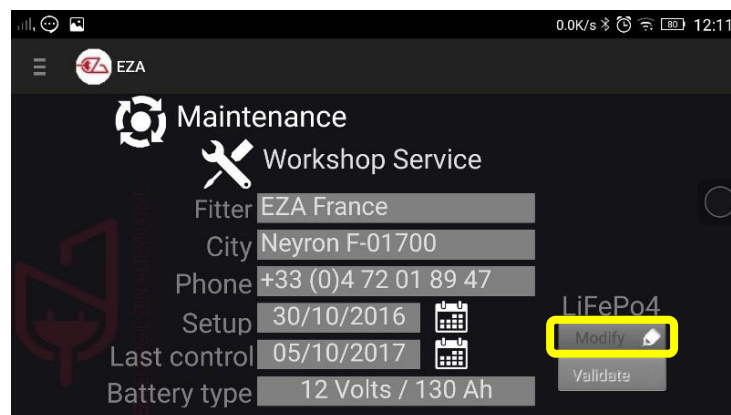 0.0K/s 80 12:11
EZA
Maintenance
Workshop Service
Fitter EZA France
City Neyron F-01700
Phone +33 (0)4 72 01 89 47
Setup 30/10/2016
Last control 05/10/2017
Battery type 12 Volts / 130 Ah
LiFePo4
Modify
Validate